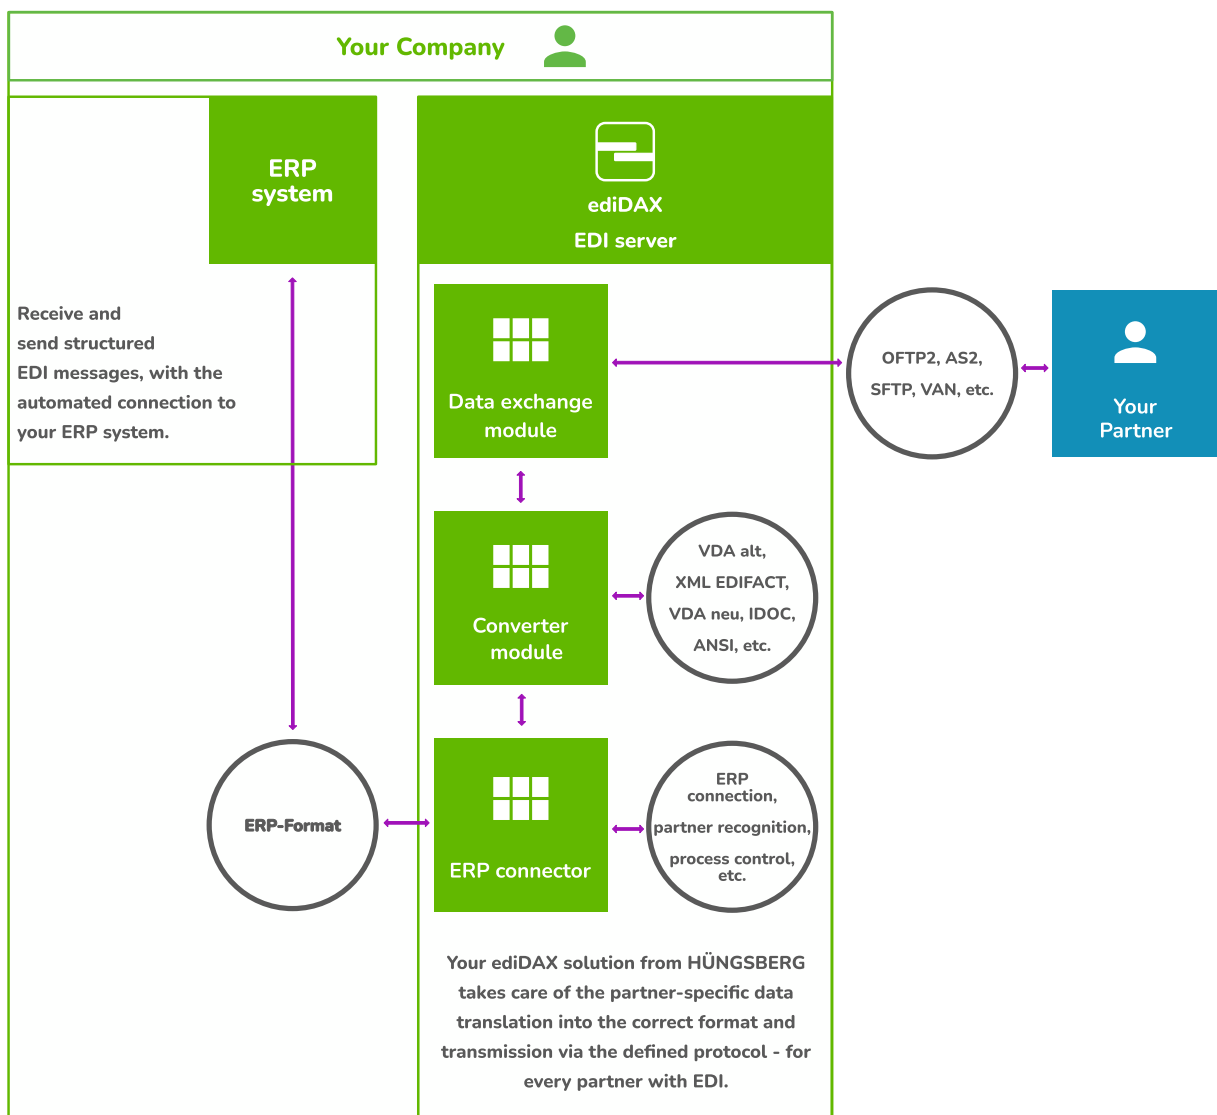 Your Company
ERP
system
ediDAX
EDI server
Receive and
send structured
EDI messages, with the
automated connection to
your ERP system.
Data exchange
module
OFTP2, AS2,
SFTP, VAN, etc.
Your
Partner
Converter
module
VDA alt,
XML EDIFACT,
VDA neu, IDOC,
ANSI, etc.
ERP-Format
ERP connector
ERP
connection,
partner recognition,
process control,
etc.
Your ediDAX solution from HÜNGSBERG
takes care of the partner-specific data
translation into the correct format and
transmission via the defined protocol - for
every partner with EDI.